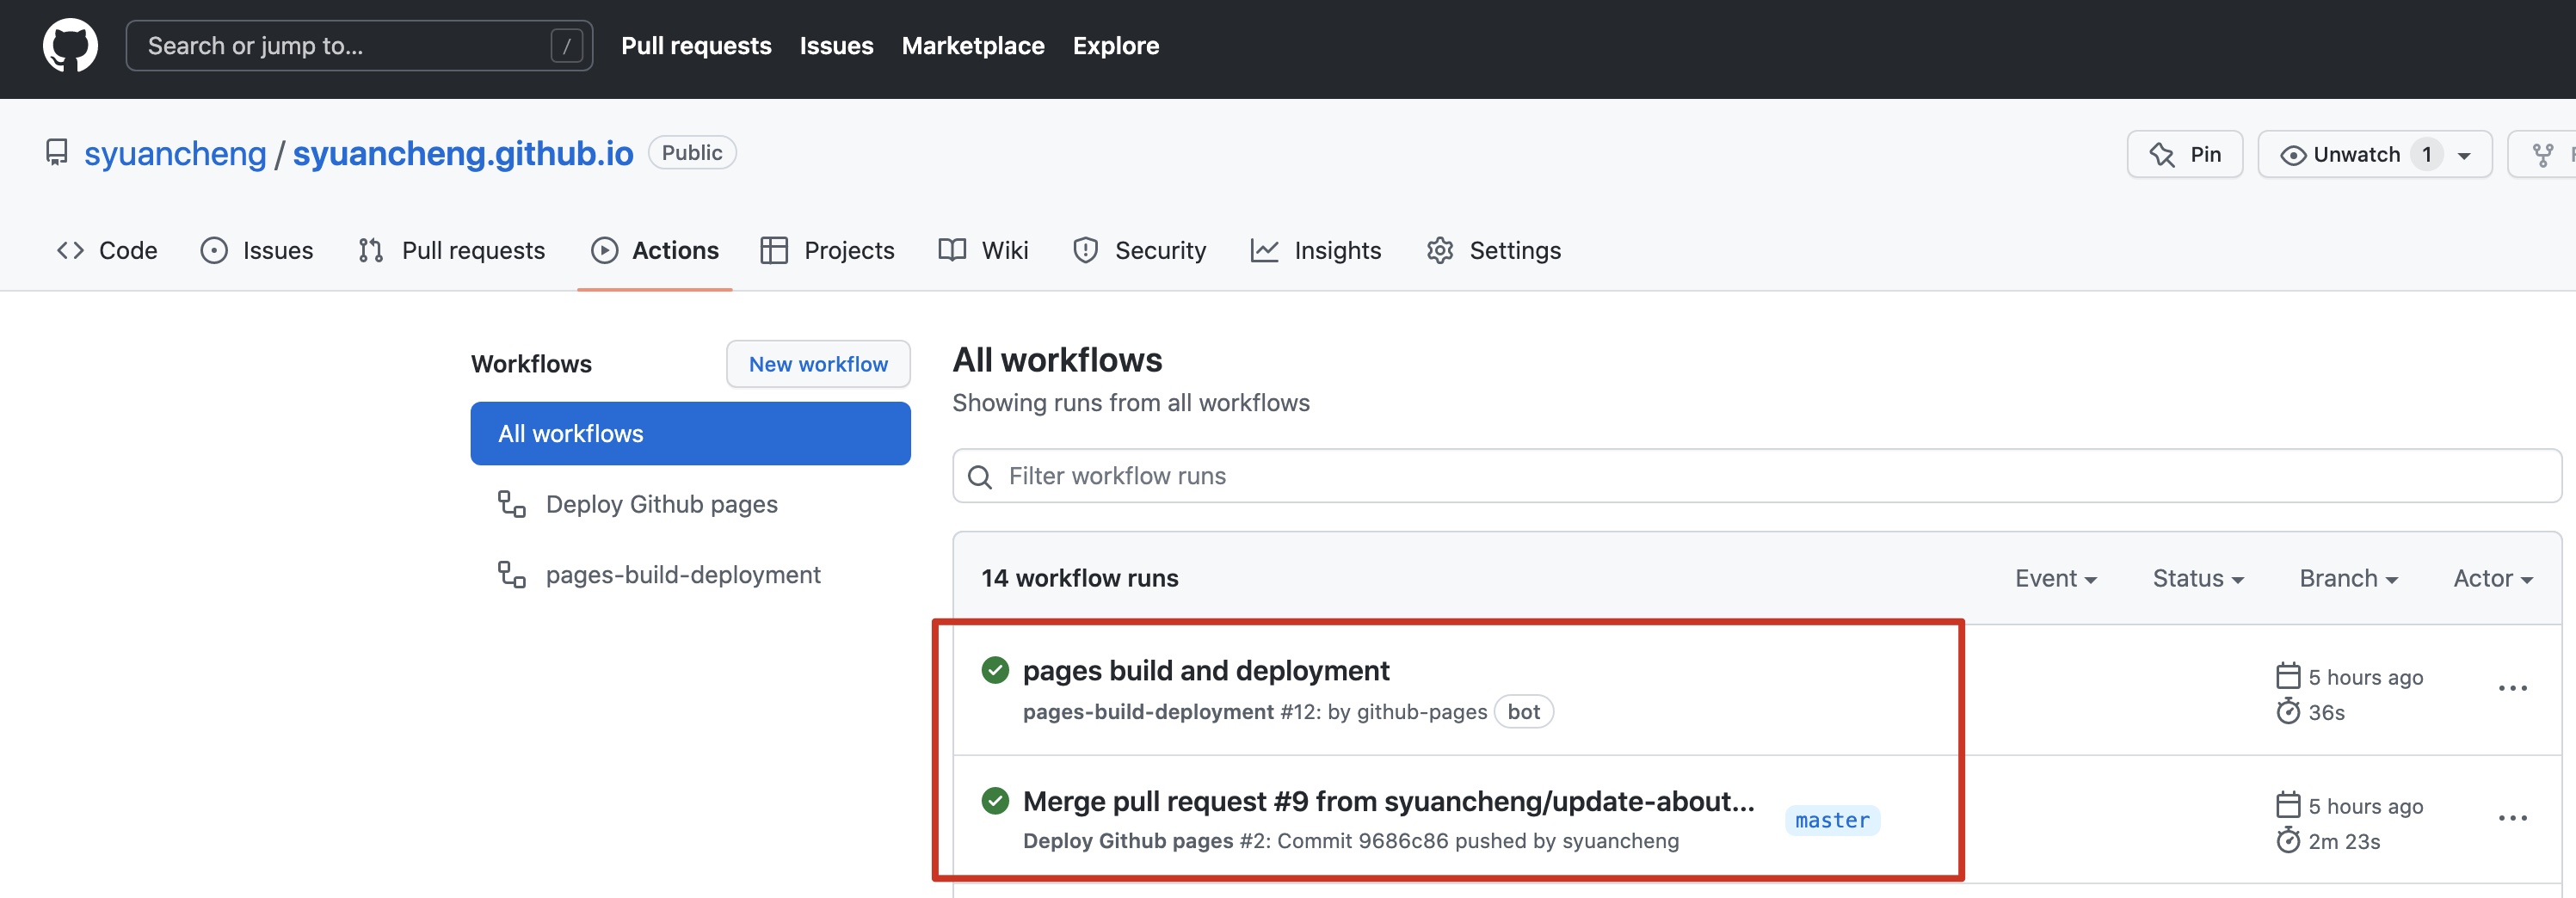 Search or jump to... /
Pull requests Issues Marketplace Explore
syuancheng / syuancheng.github.io Public
Pin Unwatch 1
Code Issues Pull requests Actions Projects Wiki Security Insights Settings
Workflows New workflow
All workflows
Deploy Github pages
pages-build-deployment
All workflows
Showing runs from all workflows
Filter workflow runs
14 workflow runs Event Status Branch Actor
pages build and deployment
pages-build-deployment #12: by github-pages bot
5 hours ago
36s
Merge pull request #9 from syuancheng/update-about...
master
Deploy Github pages #2: Commit 9686c86 pushed by syuancheng
5 hours ago
2m 23s